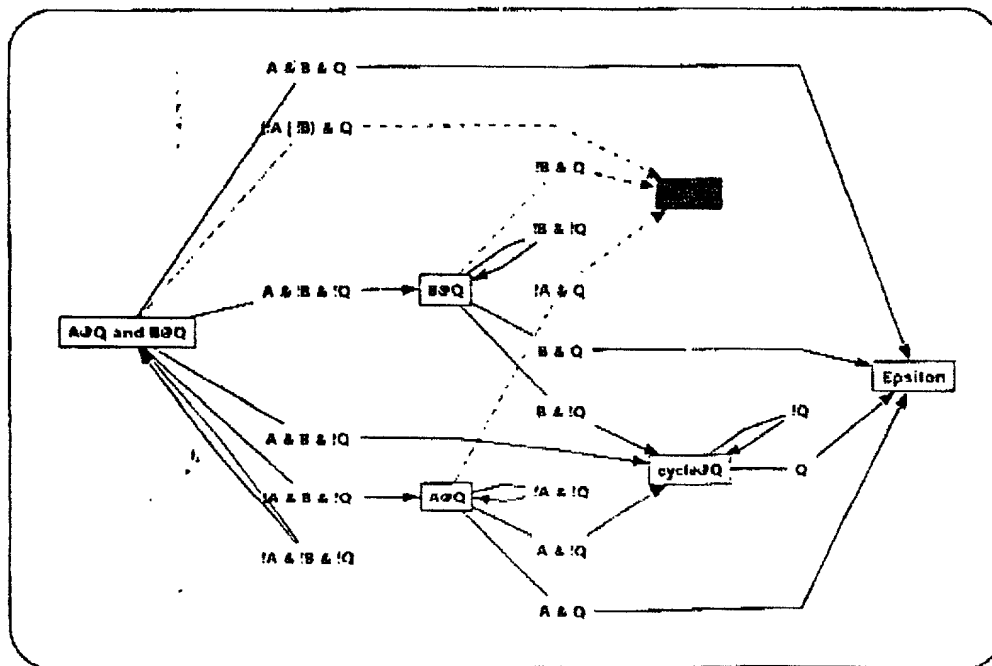 A & B & Q
(!A | !B) & Q
!B & Q
!B & !Q
A & !B & !Q
B@Q
!A & Q
A@Q and B@Q
B & Q
Epsilon
B & !Q
!Q
A & B & !Q
cycle@Q
Q
!A & B & !Q
A@Q
!A & !Q
A & !Q
!A & !B & !Q
A & Q